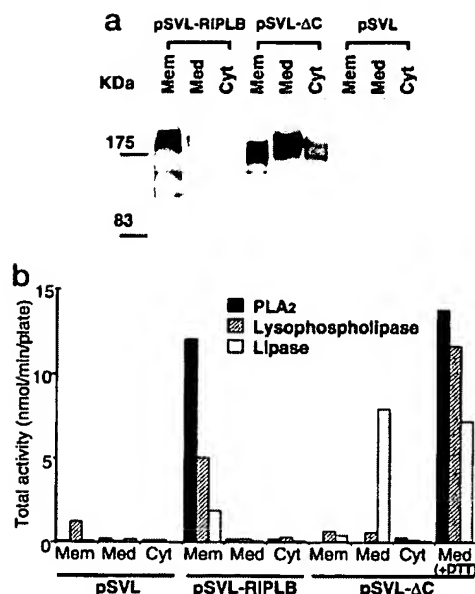 a
pSVL-RIPLB pSVL-ΔC pSVL
KDa Mem Med Cyt Mem Med Cyt Mem Med Cyt
175
83
b
15
PLA2
Lysophospholipase
Lipase
10
5
0
Total activity (nmol/min/plate)
Mem Med Cyt Mem Med Cyt Mem Med Cyt Med
(+DTT)
pSVL pSVL-RIPLB pSVL-ΔC